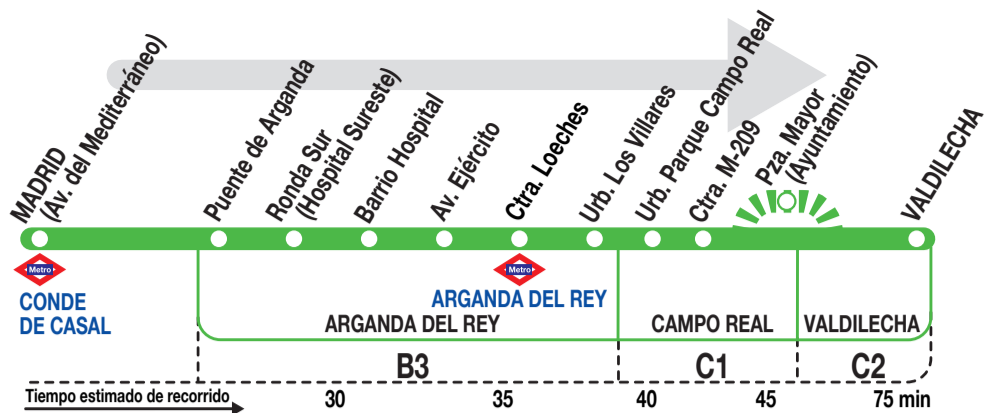 MADRID
(Av. del Mediterráneo)
Puente de Arganda
Ronda Sur
(Hospital Sureste)
Barrio Hospital
Av. Ejército
Ctra. Loeches
Urb. Los Villares
Urb. Parque Campo Real
Ctra. M-209
Pza. Mayor
(Ayuntamiento)
VALDILECHA
Metro
Metro
CONDE
DE CASAL
ARGANDA DEL REY
ARGANDA DEL REY
CAMPO REAL
VALDILECHA
B3
C1
C2
Tiempo estimado de recorrido
30
35
40
45
75 min